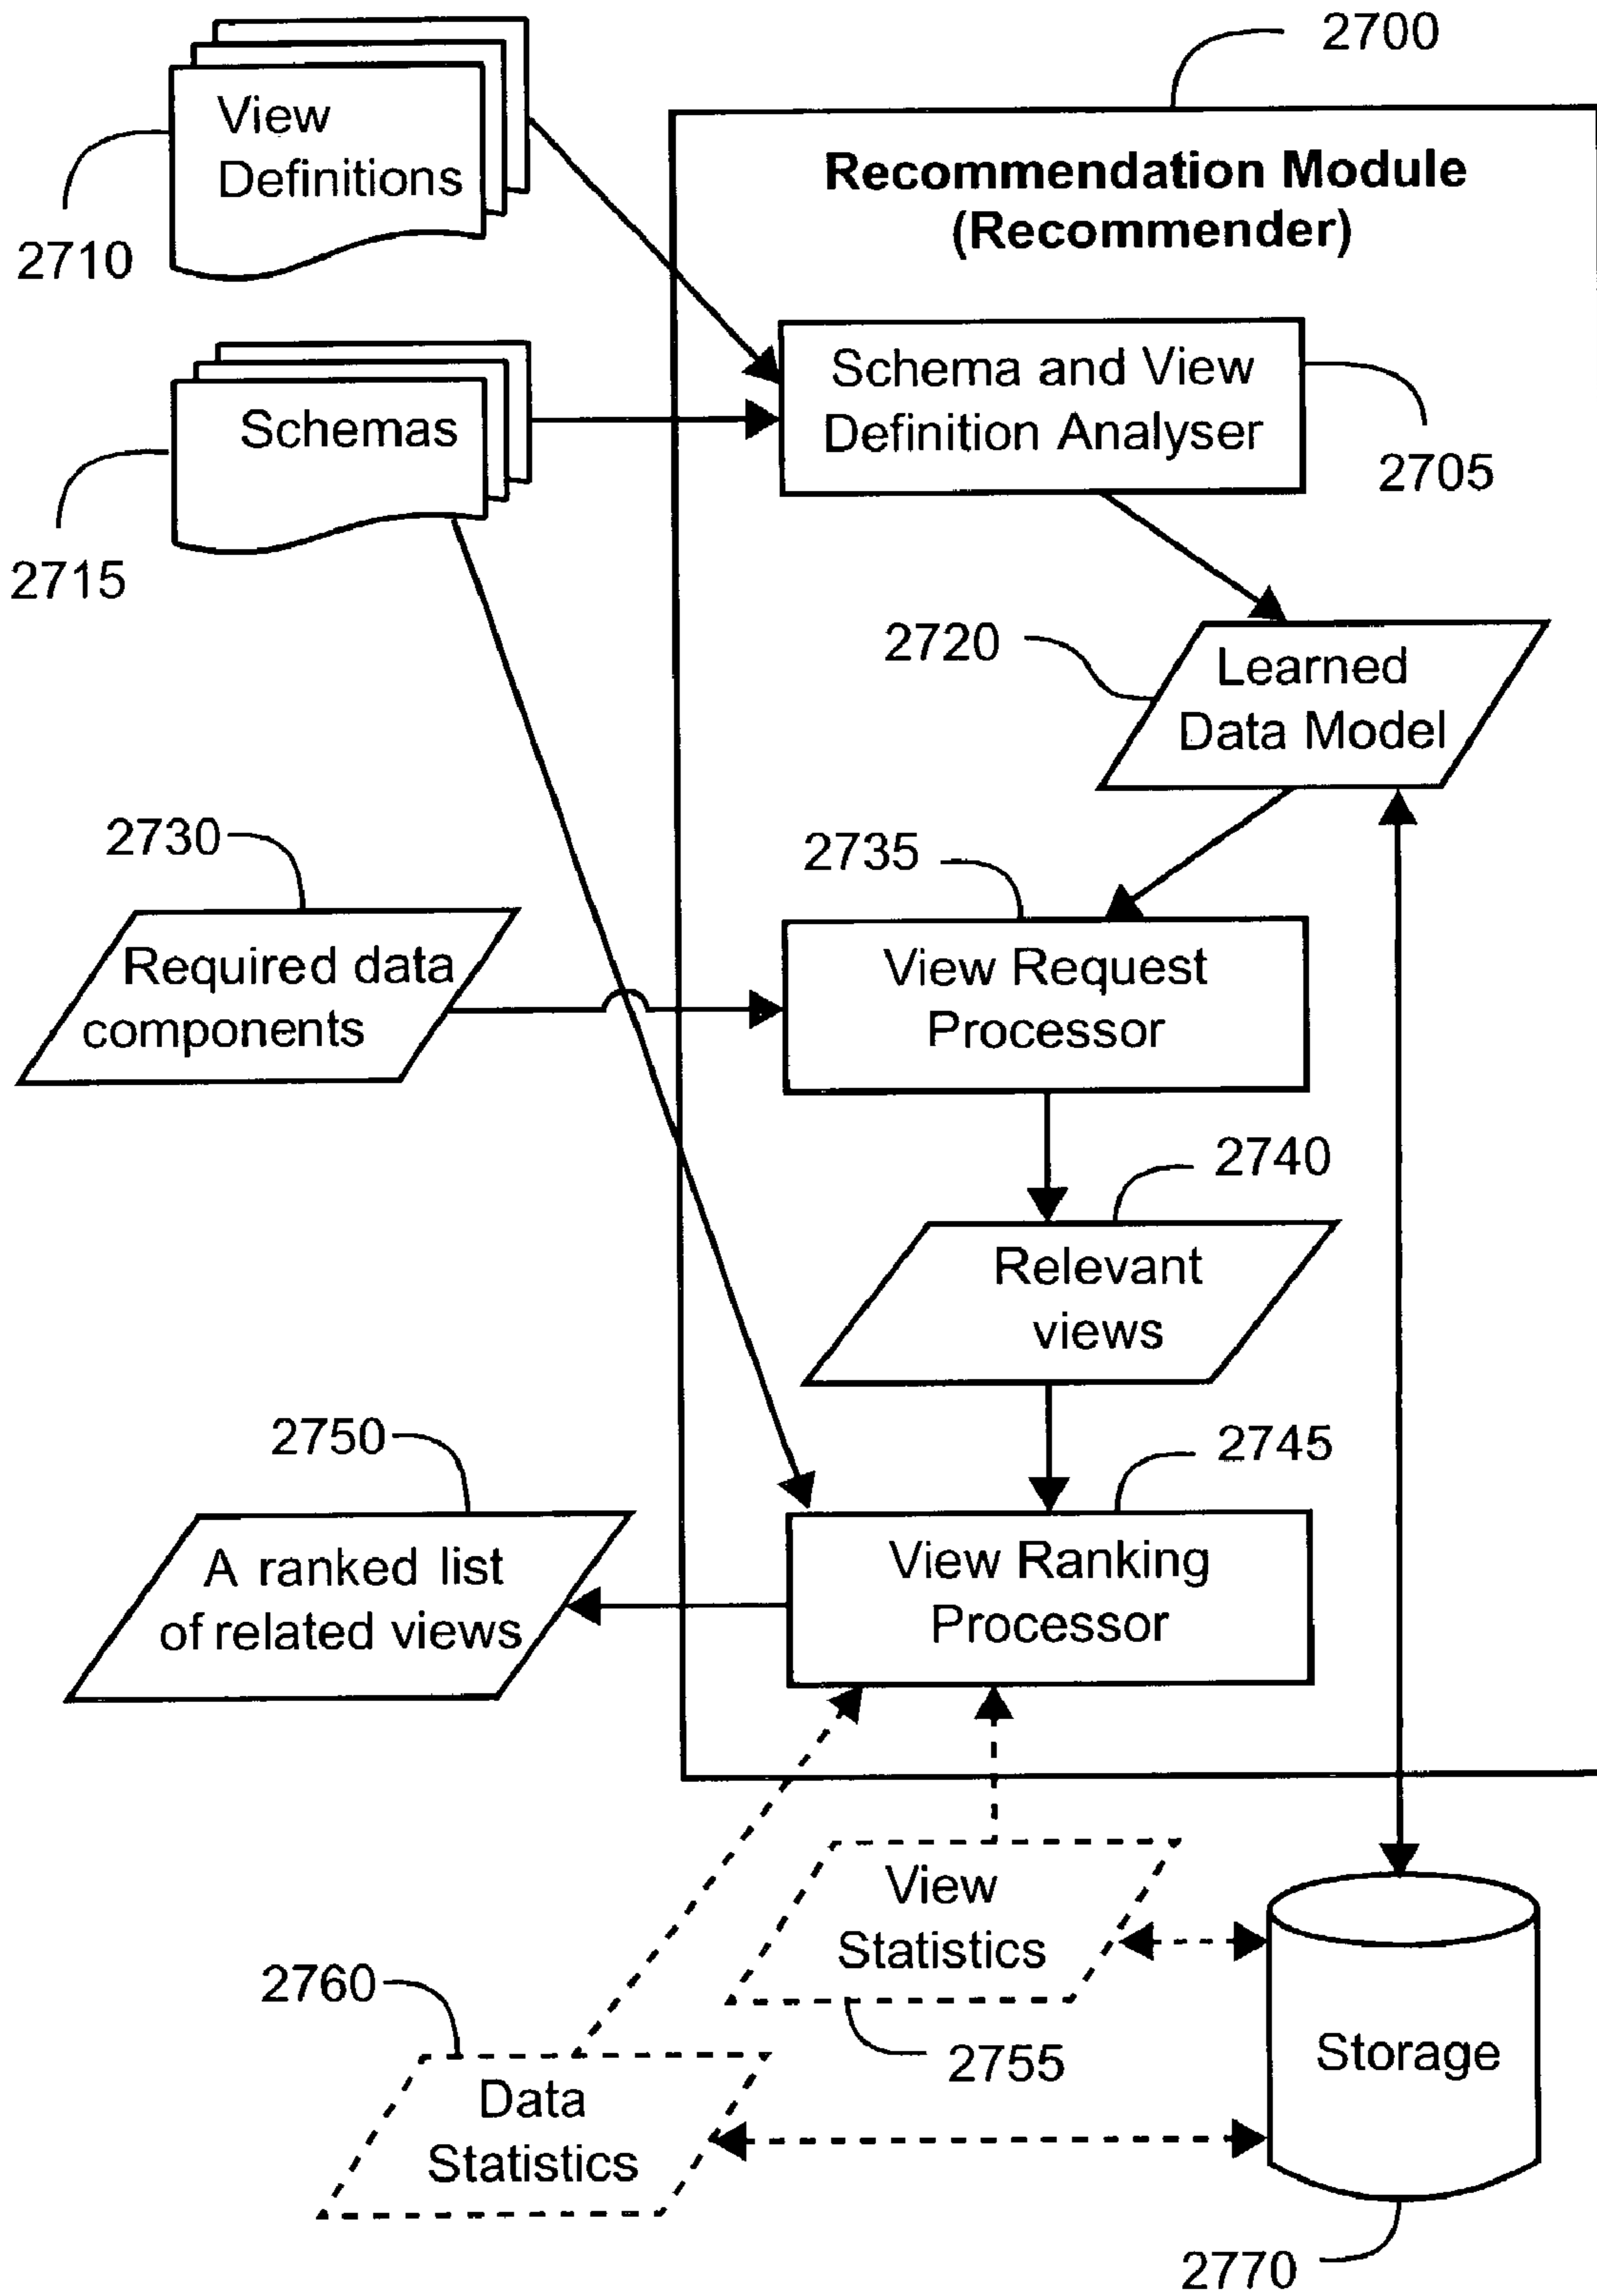 2700
View
Definitions
2710
Recommendation Module
(Recommender)
Schemas
2715
Schema and View
Definition Analyser
2705
2720
Learned
Data Model
2730
Required data
components
2735
View Request
Processor
2740
Relevant
views
2750
A ranked list
of related views
2745
View Ranking
Processor
View
Statistics
2755
2760
Data
Statistics
Storage
2770